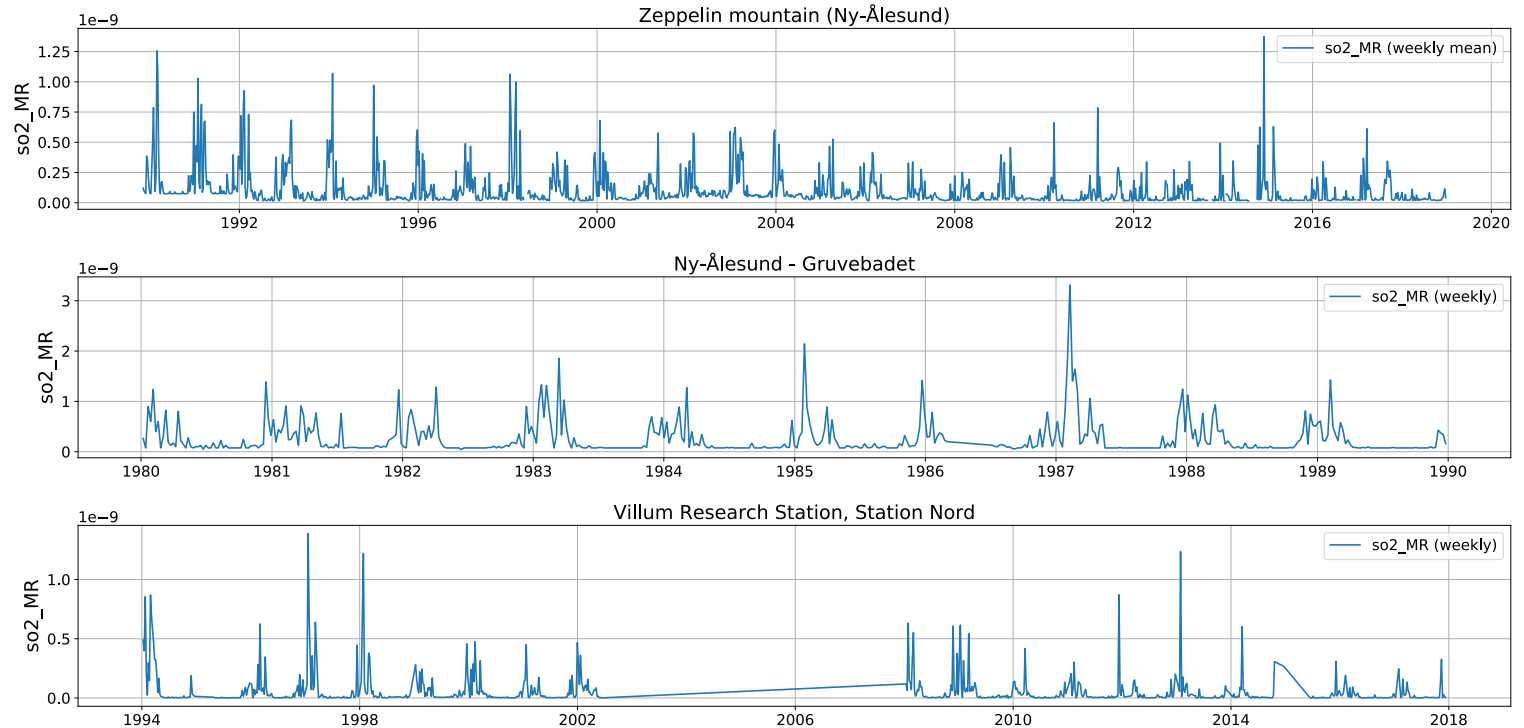 Zeppelin mountain (Ny-Ålesund)
1e−9
so2_MR (weekly mean)
1.25
1.00
0.75
0.50
0.25
0.00
so2_MR
1992 1996 2000 2004 2008 2012 2016 2020
Ny-Ålesund - Gruvebadet
1e−9
so2_MR (weekly)
3
2
1
0
so2_MR
1980 1981 1982 1983 1984 1985 1986 1987 1988 1989 1990
Villum Research Station, Station Nord
1e−9
so2_MR (weekly)
1.0
0.5
0.0
so2_MR
1994 1998 2002 2006 2010 2014 2018